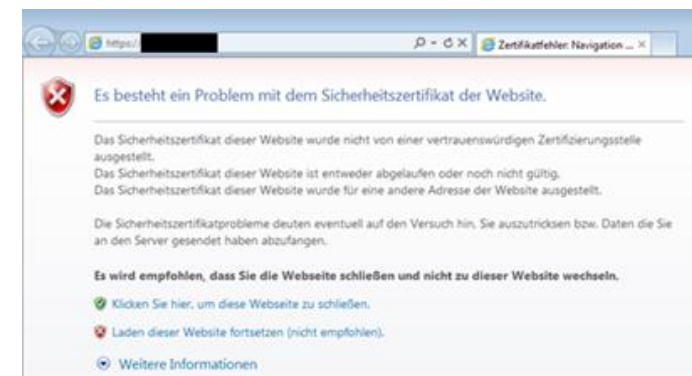 https://
Zertifikatfehler: Navigation ...
Es besteht ein Problem mit dem Sicherheitszertifikat der Website.
Das Sicherheitszertifikat dieser Website wurde nicht von einer vertrauenswürdigen Zertifizierungsstelle
ausgestellt.
Das Sicherheitszertifikat dieser Website ist entweder abgelaufen oder noch nicht gültig.
Das Sicherheitszertifikat dieser Website wurde für eine andere Adresse der Website ausgestellt.
Die Sicherheitszertifikatprobleme deuten eventuell auf den Versuch hin, Sie auszutricksen bzw. Daten die Sie
an den Server gesendet haben abzufangen.
Es wird empfohlen, dass Sie die Webseite schließen und nicht zu dieser Website wechseln.
Klicken Sie hier, um diese Webseite zu schließen.
Laden dieser Website fortsetzen (nicht empfohlen).
Weitere Informationen